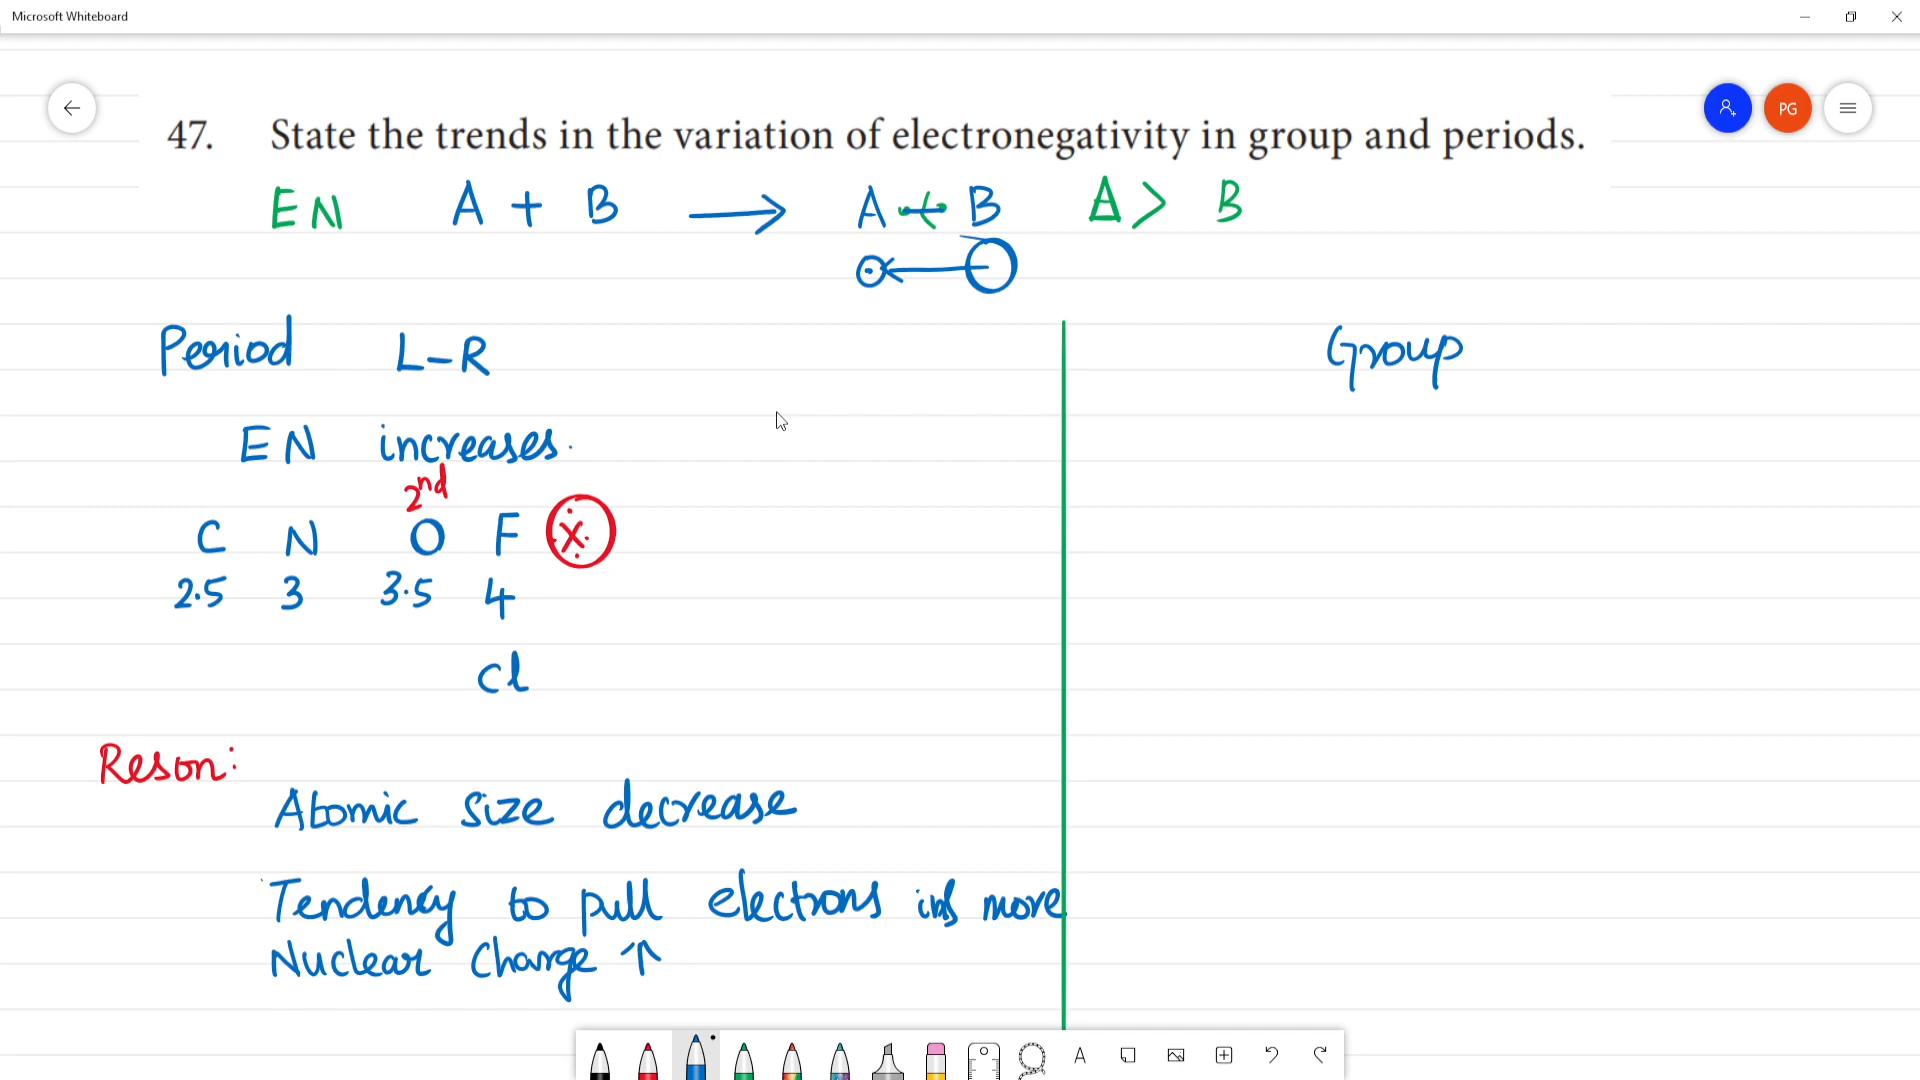 Microsoft Whiteboard
PG
47. State the trends in the variation of electronegativity in group and periods.
EN A + B → A B A > B
Period L-R
EN increases.
2nd
C N O F X
2.5 3 3.5 4
Cl
Reson:
Atomic size decrease
Tendency to pull electrons more
Nuclear Charge ↑
Group
A